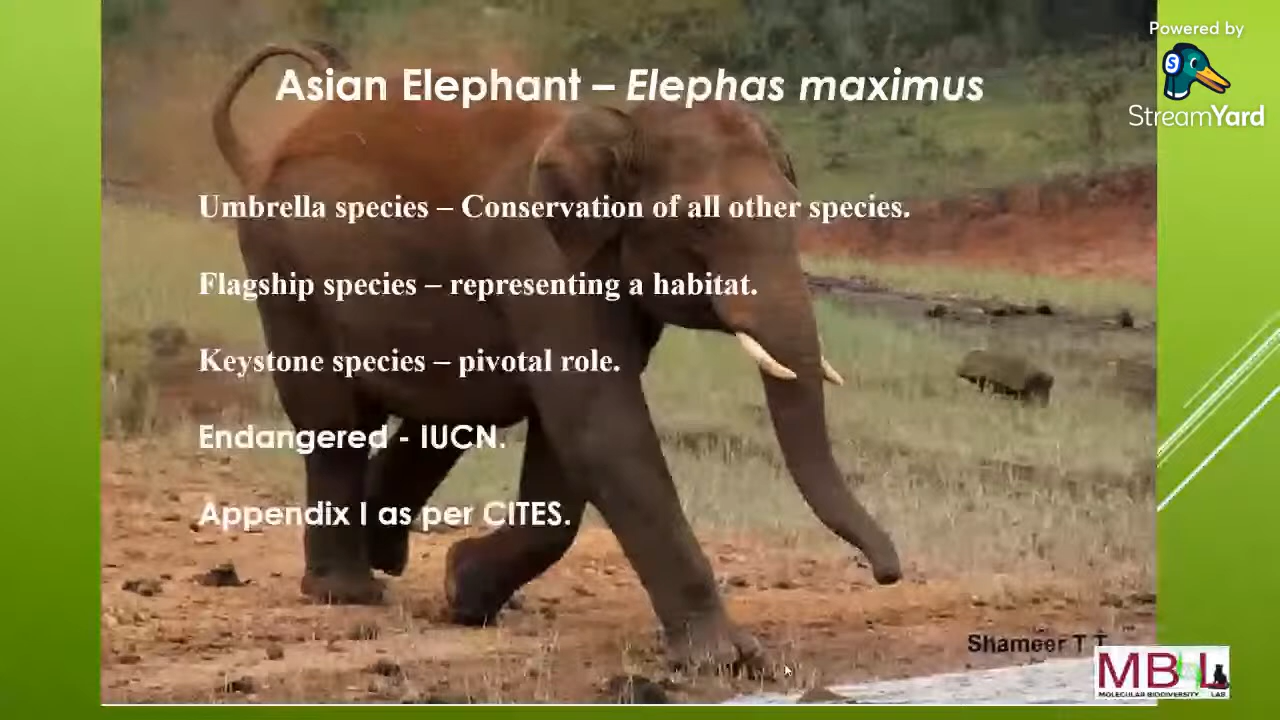 Powered by
StreamYard
Asian Elephant – Elephas maximus
Umbrella species – Conservation of all other species.
Flagship species – representing a habitat.
Keystone species – pivotal role.
Endangered - IUCN.
Appendix I as per CITES.
Shameer T T
MB L
MOLECULAR BIODIVERSITY LAB